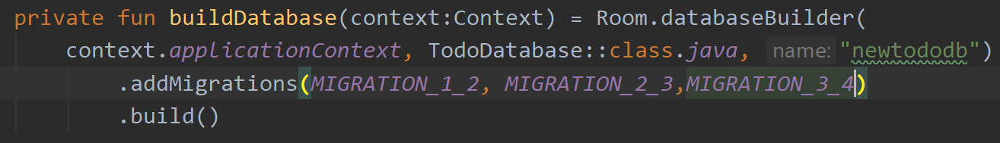 private fun buildDatabase(context:Context) = Room.databaseBuilder(
context.applicationContext, TodoDatabase::class.java, name: "newtododb")
.addMigrations(MIGRATION_1_2, MIGRATION_2_3,MIGRATION_3_4)
.build()